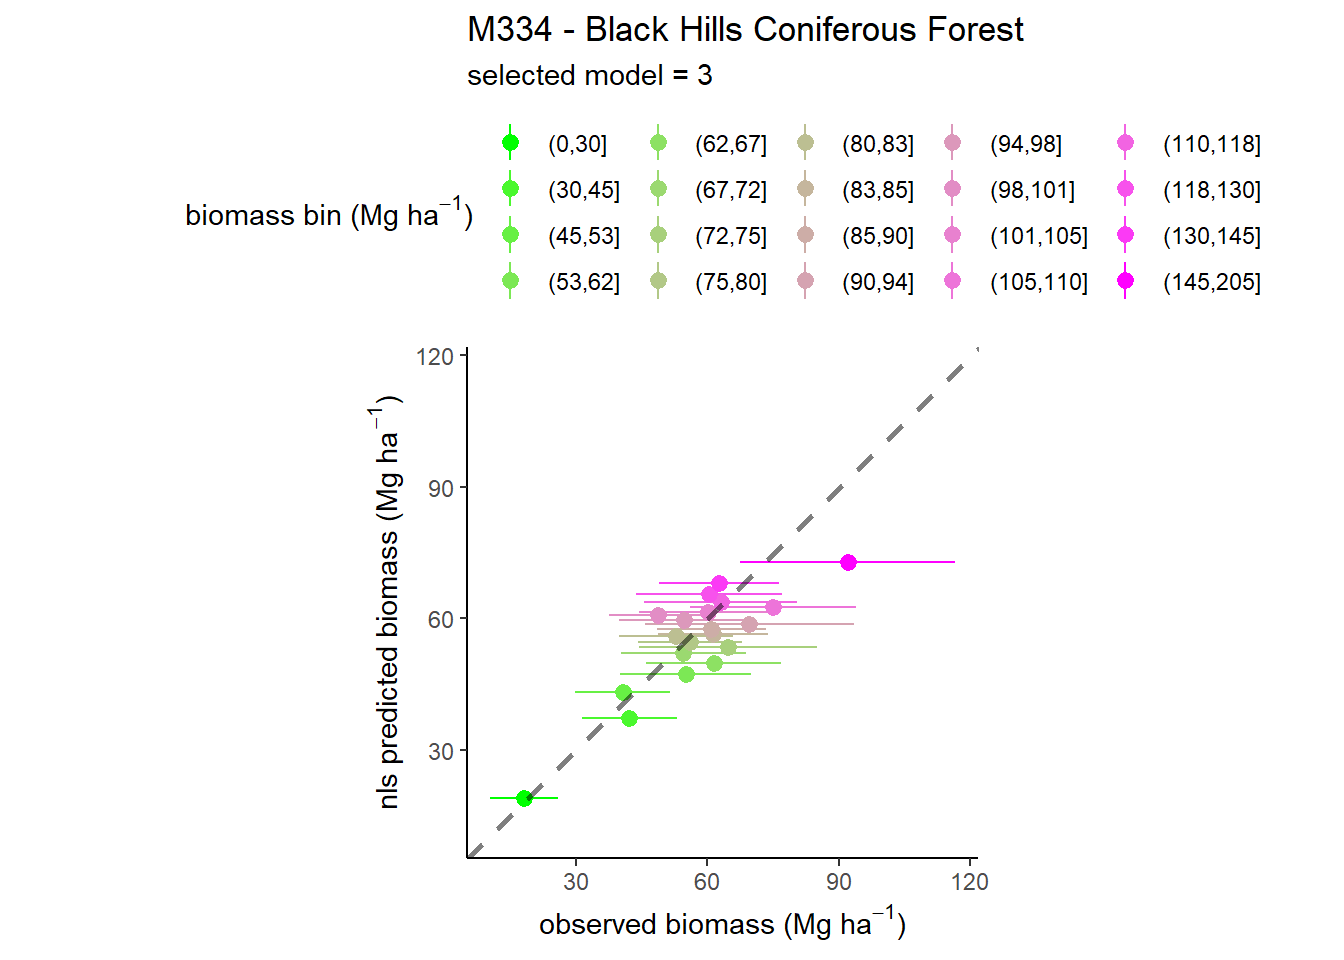 M334 - Black Hills Coniferous Forest
selected model = 3
biomass bin (Mg ha⁻¹)
(0,30] (62,67] (80,83] (94,98] (110,118]
(30,45] (67,72] (83,85] (98,101] (118,130]
(45,53] (72,75] (85,90] (101,105] (130,145]
(53,62] (75,80] (90,94] (105,110] (145,205]
nls predicted biomass (Mg ha⁻¹)
120
90
60
30
30 60 90 120
observed biomass (Mg ha⁻¹)